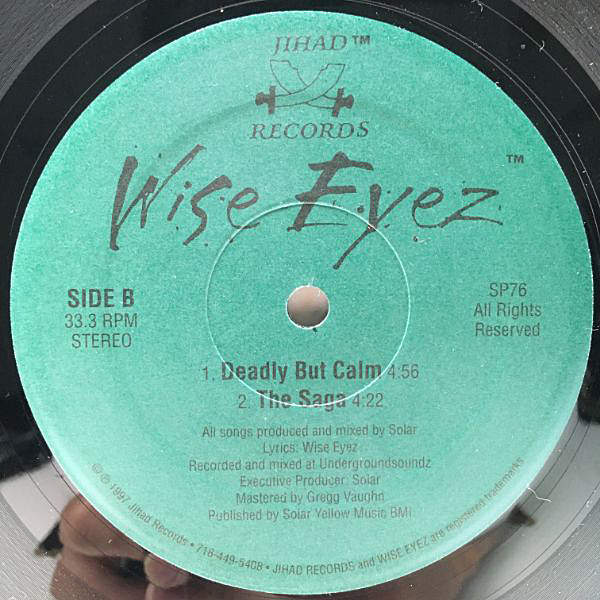 JIHAD™
RECORDS
Wise Eyez™
SIDE B
33.3 RPM
STEREO
SP76
All Rights
Reserved
1. Deadly But Calm 4:56
2. The Saga 4:22
All songs produced and mixed by Solar
Lyrics: Wise Eyez
Recorded and mixed at Undergroundsoundz
Executive Producer: Solar
Mastered by Gregg Vaughn
Published by Solar Yellow Music BMI
© ℗ 1997 Jihad Records • 718-449-5408 • JIHAD RECORDS and WISE EYEZ are registered trademarks